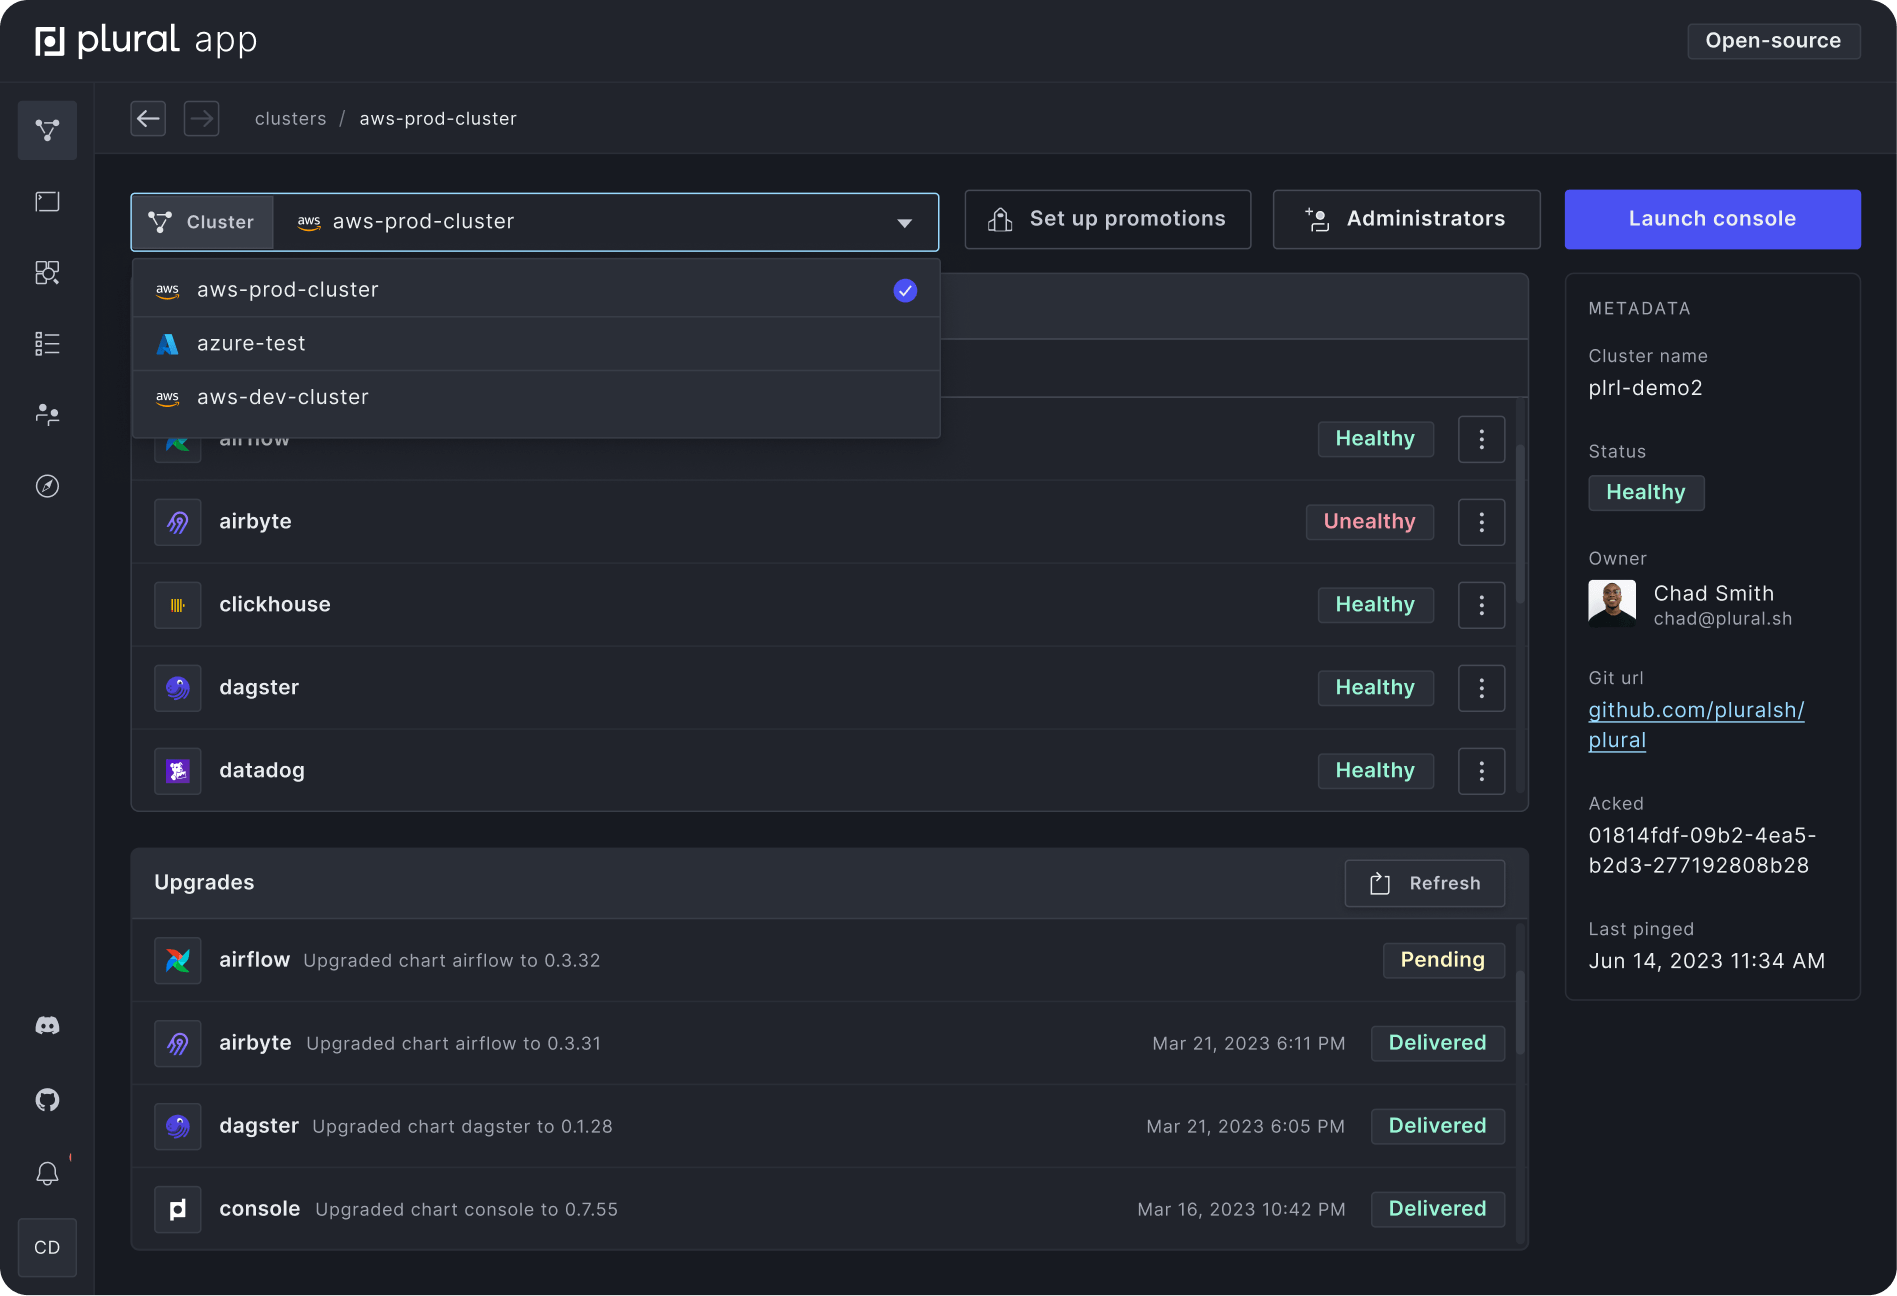 plural app
Open-source
clusters / aws-prod-cluster
Cluster
aws
aws-prod-cluster
Set up promotions
Administrators
Launch console
aws
aws-prod-cluster
azure-test
aws
aws-dev-cluster
airflow
Healthy
airbyte
Unealthy
clickhouse
Healthy
dagster
Healthy
datadog
Healthy
METADATA
Cluster name
plrl-demo2
Status
Healthy
Owner
Chad Smith
chad@plural.sh
Git url
github.com/pluralsh/
plural
Acked
01814fdf-09b2-4ea5-
b2d3-277192808b28
Last pinged
Jun 14, 2023 11:34 AM
Upgrades
Refresh
airflow Upgraded chart airflow to 0.3.32
Pending
airbyte Upgraded chart airflow to 0.3.31
Mar 21, 2023 6:11 PM
Delivered
dagster Upgraded chart dagster to 0.1.28
Mar 21, 2023 6:05 PM
Delivered
console Upgraded chart console to 0.7.55
Mar 16, 2023 10:42 PM
Delivered
CD